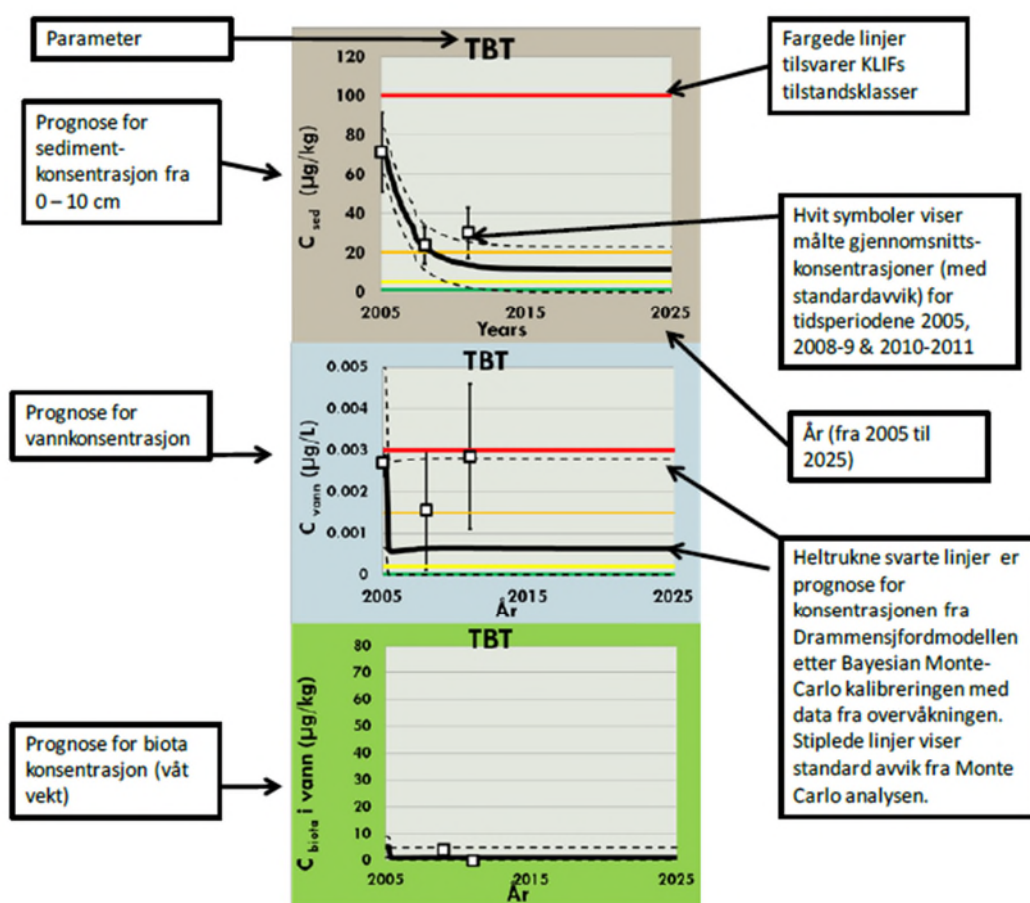 Parameter
Prognose for
sediment-
konsentrasjon fra
0 – 10 cm
Prognose for
vannkonsentrasjon
Prognose for biota
konsentrasjon (våt
vekt)
TBT
120
100
80
60
40
20
0
C sed (µg/kg)
2005
2015
2025
Years
TBT
0.005
0.004
0.003
0.002
0.001
0
C vann (µg/L)
2005
2015
2025
År
TBT
80
70
60
50
40
30
20
10
0
C biota i vann (µg/kg)
2005
2015
2025
År
Fargede linjer
tilsvarer KLIFs
tilstandsklasser
Hvit symboler viser
målte gjennomsnitts-
konsentrasjoner (med
standardavvik) for
tidsperiodene 2005,
2008-9 & 2010-2011
År (fra 2005 til
2025)
Heltrukne svarte linjer er
prognose for
konsentrasjonen fra
Drammensjfordmodellen
etter Bayesian Monte-
Carlo kalibreringen med
data fra overvåkningen.
Stiplede linjer viser
standard avvik fra Monte
Carlo analysen.